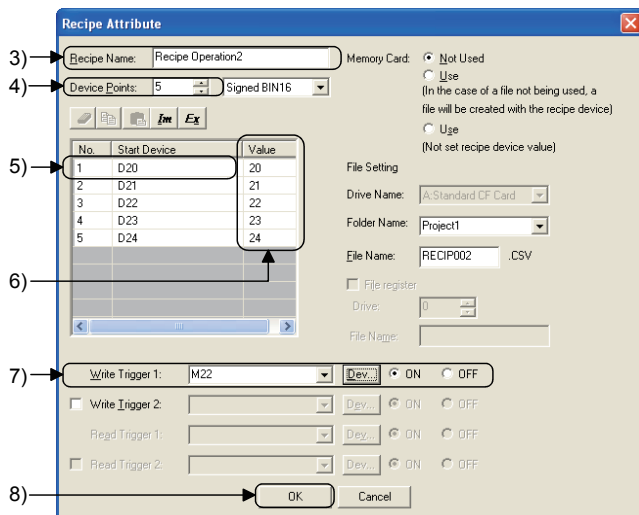 Recipe Attribute
3) Recipe Name: Recipe Operation2
Memory Card: Not Used
4) Device Points: 5 Signed BIN16
Use
(In the case of a file not being used, a
file will be created with the recipe device)
Im Ex
Use
(Not set recipe device value)
No. Start Device Value
5) 1 D20 20
2 D21 21
3 D22 22
4 D23 23
5 D24 24
6)
File Setting
Drive Name: A:Standard CF Card
Folder Name: Project1
File Name: RECIP002 .CSV
File register
Drive: 0
File Name:
7) Write Trigger 1: M22 Dev... ON OFF
Write Trigger 2: Dev... ON OFF
Read Trigger 1: Dev... ON OFF
Read Trigger 2: Dev... ON OFF
8) OK Cancel